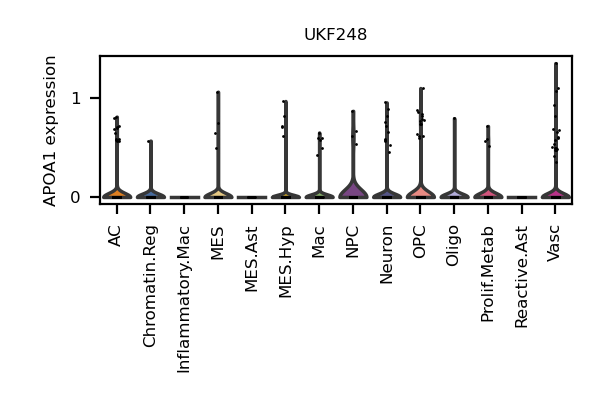 UKF248
APOA1 expression
1
0
AC
Chromatin.Reg
Inflammatory.Mac
MES
MES.Ast
MES.Hyp
Mac
NPC
Neuron
OPC
Oligo
Prolif.Metab
Reactive.Ast
Vasc